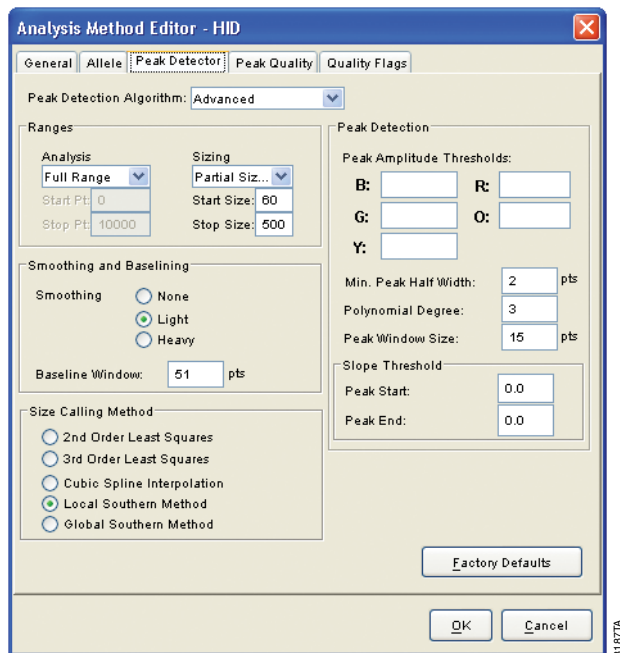 Analysis Method Editor - HID
General Allele Peak Detector Peak Quality Quality Flags
Peak Detection Algorithm: Advanced
Ranges
Analysis Sizing
Full Range Partial Siz...
Start Pt: 0 Start Size: 60
Stop Pt: 10000 Stop Size: 500
Smoothing and Baselining
Smoothing None
Light
Heavy
Baseline Window: 51 pts
Size Calling Method
2nd Order Least Squares
3rd Order Least Squares
Cubic Spline Interpolation
Local Southern Method
Global Southern Method
Peak Detection
Peak Amplitude Thresholds:
B: R:
G: O:
Y:
Min. Peak Half Width: 2 pts
Polynomial Degree: 3
Peak Window Size: 15 pts
Slope Threshold
Peak Start: 0.0
Peak End: 0.0
Factory Defaults
OK Cancel